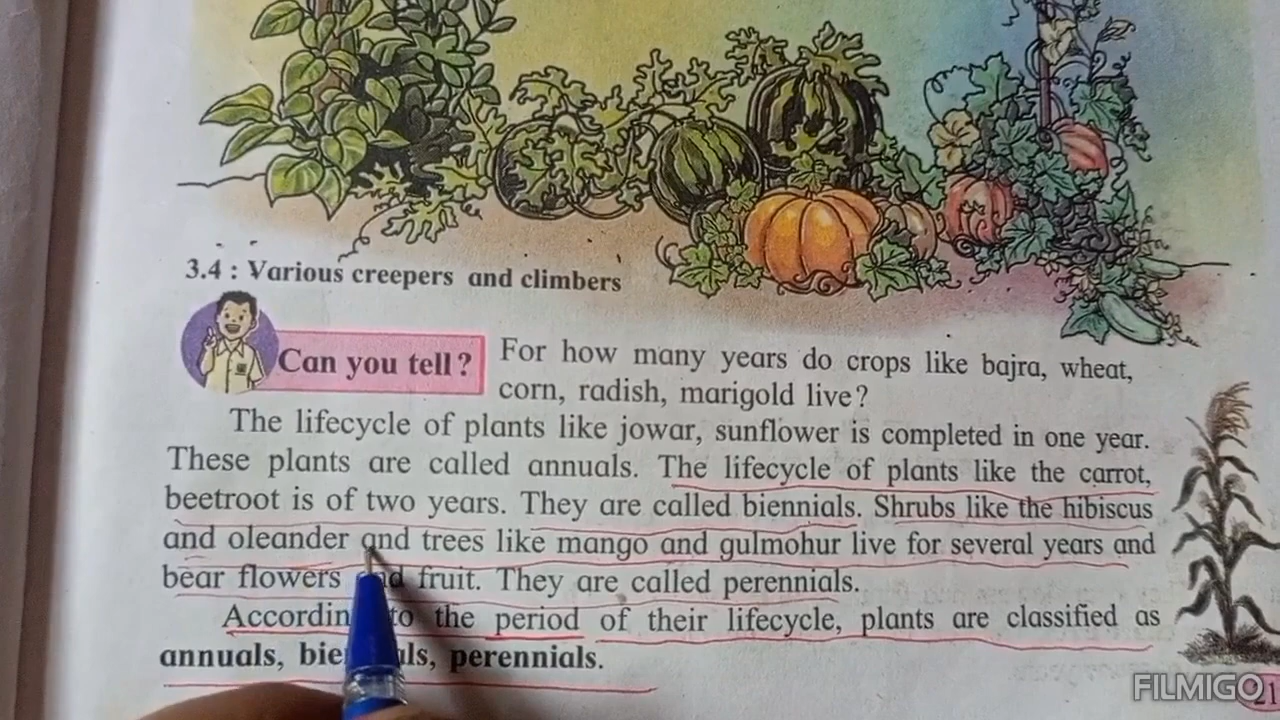 3.4 : Various creepers and climbers
Can you tell? For how many years do crops like bajra, wheat,
corn, radish, marigold live?
The lifecycle of plants like jowar, sunflower is completed in one year.
These plants are called annuals. The lifecycle of plants like the carrot,
beetroot is of two years. They are called biennials. Shrubs like the hibiscus
and oleander and trees like mango and gulmohur live for several years and
bear flowers and fruit. They are called perennials.
According to the period of their lifecycle, plants are classified as
annuals, biennials, perennials.
FILMIGO
21